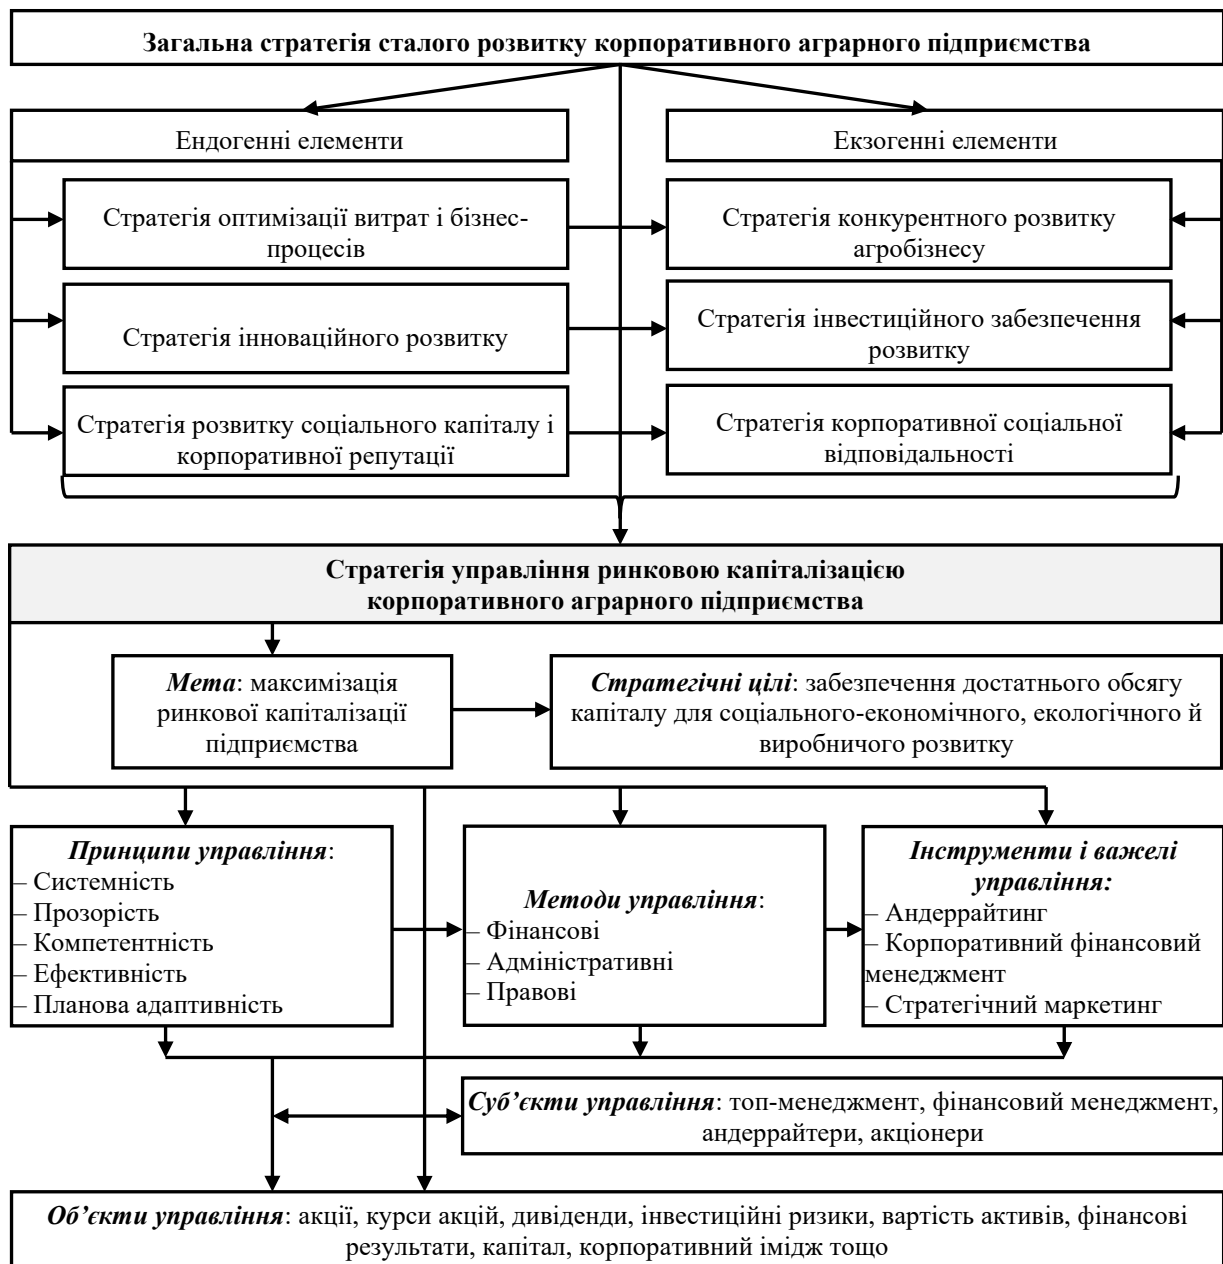 Загальна стратегія сталого розвитку корпоративного аграрного підприємства
Ендогенні елементи
Екзогенні елементи
Стратегія оптимізації витрат і бізнес-
процесів
Стратегія конкурентного розвитку
агробізнесу
Стратегія інноваційного розвитку
Стратегія інвестиційного забезпечення
розвитку
Стратегія розвитку соціального капіталу і
корпоративної репутації
Стратегія корпоративної соціальної
відповідальності
Стратегія управління ринковою капіталізацією
корпоративного аграрного підприємства
Мета: максимізація
ринкової капіталізації
підприємства
Стратегічні цілі: забезпечення достатнього обсягу
капіталу для соціального-економічного, екологічного й
виробничого розвитку
Принципи управління:
– Системність
– Прозорість
– Компетентність
– Ефективність
– Планова адаптивність
Методи управління:
– Фінансові
– Адміністративні
– Правові
Інструменти і важелі
управління:
– Андеррайтинг
– Корпоративний фінансовий
менеджмент
– Стратегічний маркетинг
Суб’єкти управління: топ-менеджмент, фінансовий менеджмент,
андеррайтери, акціонери
Об’єкти управління: акції, курси акцій, дивіденди, інвестиційні ризики, вартість активів, фінансові
результати, капітал, корпоративний імідж тощо